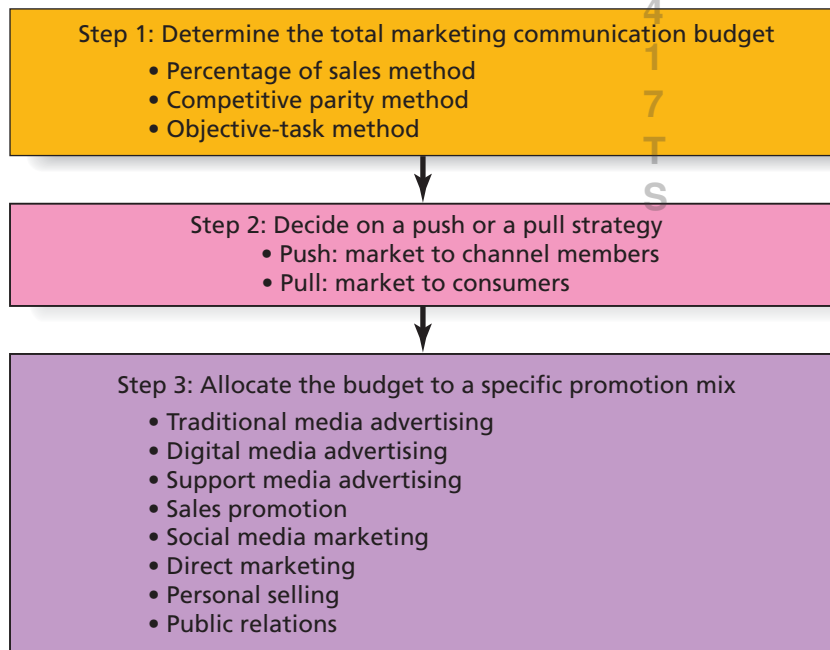 Step 1: Determine the total marketing communication budget
• Percentage of sales method
• Competitive parity method
• Objective-task method
4
1
7
T
S
Step 2: Decide on a push or a pull strategy
• Push: market to channel members
• Pull: market to consumers
Step 3: Allocate the budget to a specific promotion mix
• Traditional media advertising
• Digital media advertising
• Support media advertising
• Sales promotion
• Social media marketing
• Direct marketing
• Personal selling
• Public relations